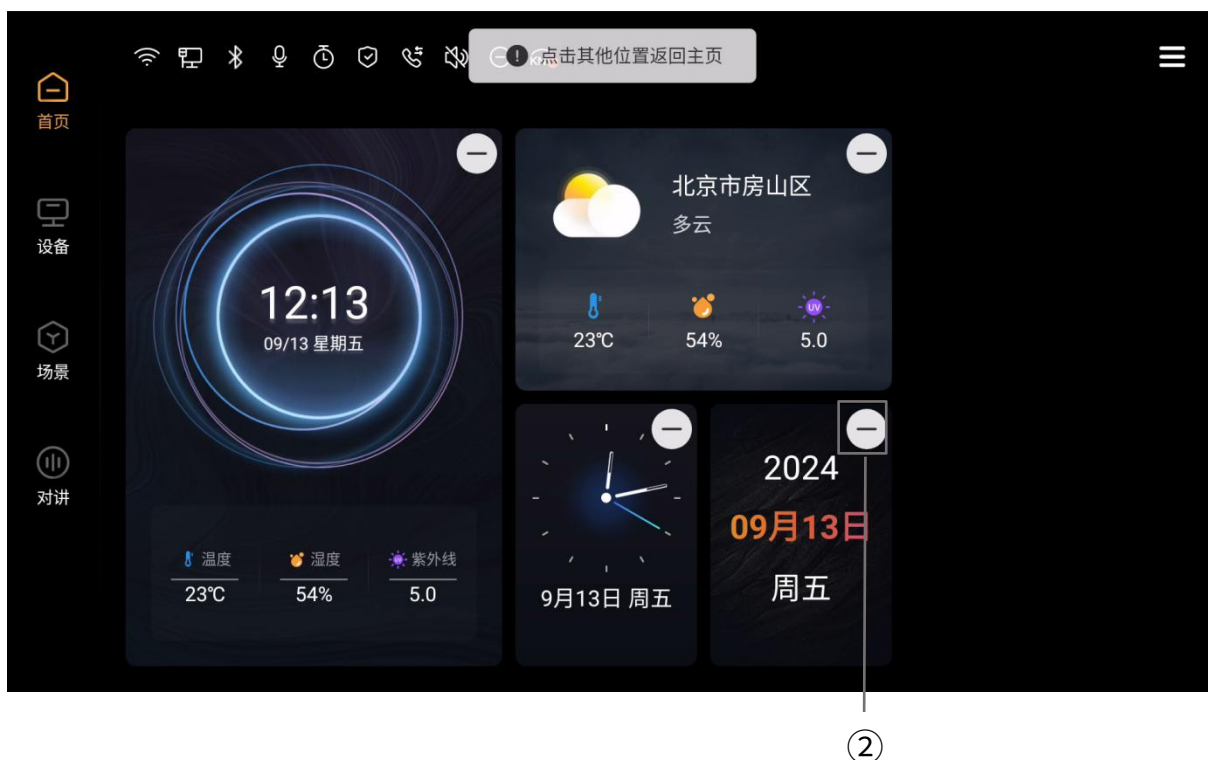 点击其他位置返回主页
首页
设备
场景
对讲
12:13
09/13 星期五
温度
湿度
紫外线
23℃
54%
5.0
北京市房山区
多云
UV
23℃
54%
5.0
9月13日 周五
2024
09月13日
周五
②